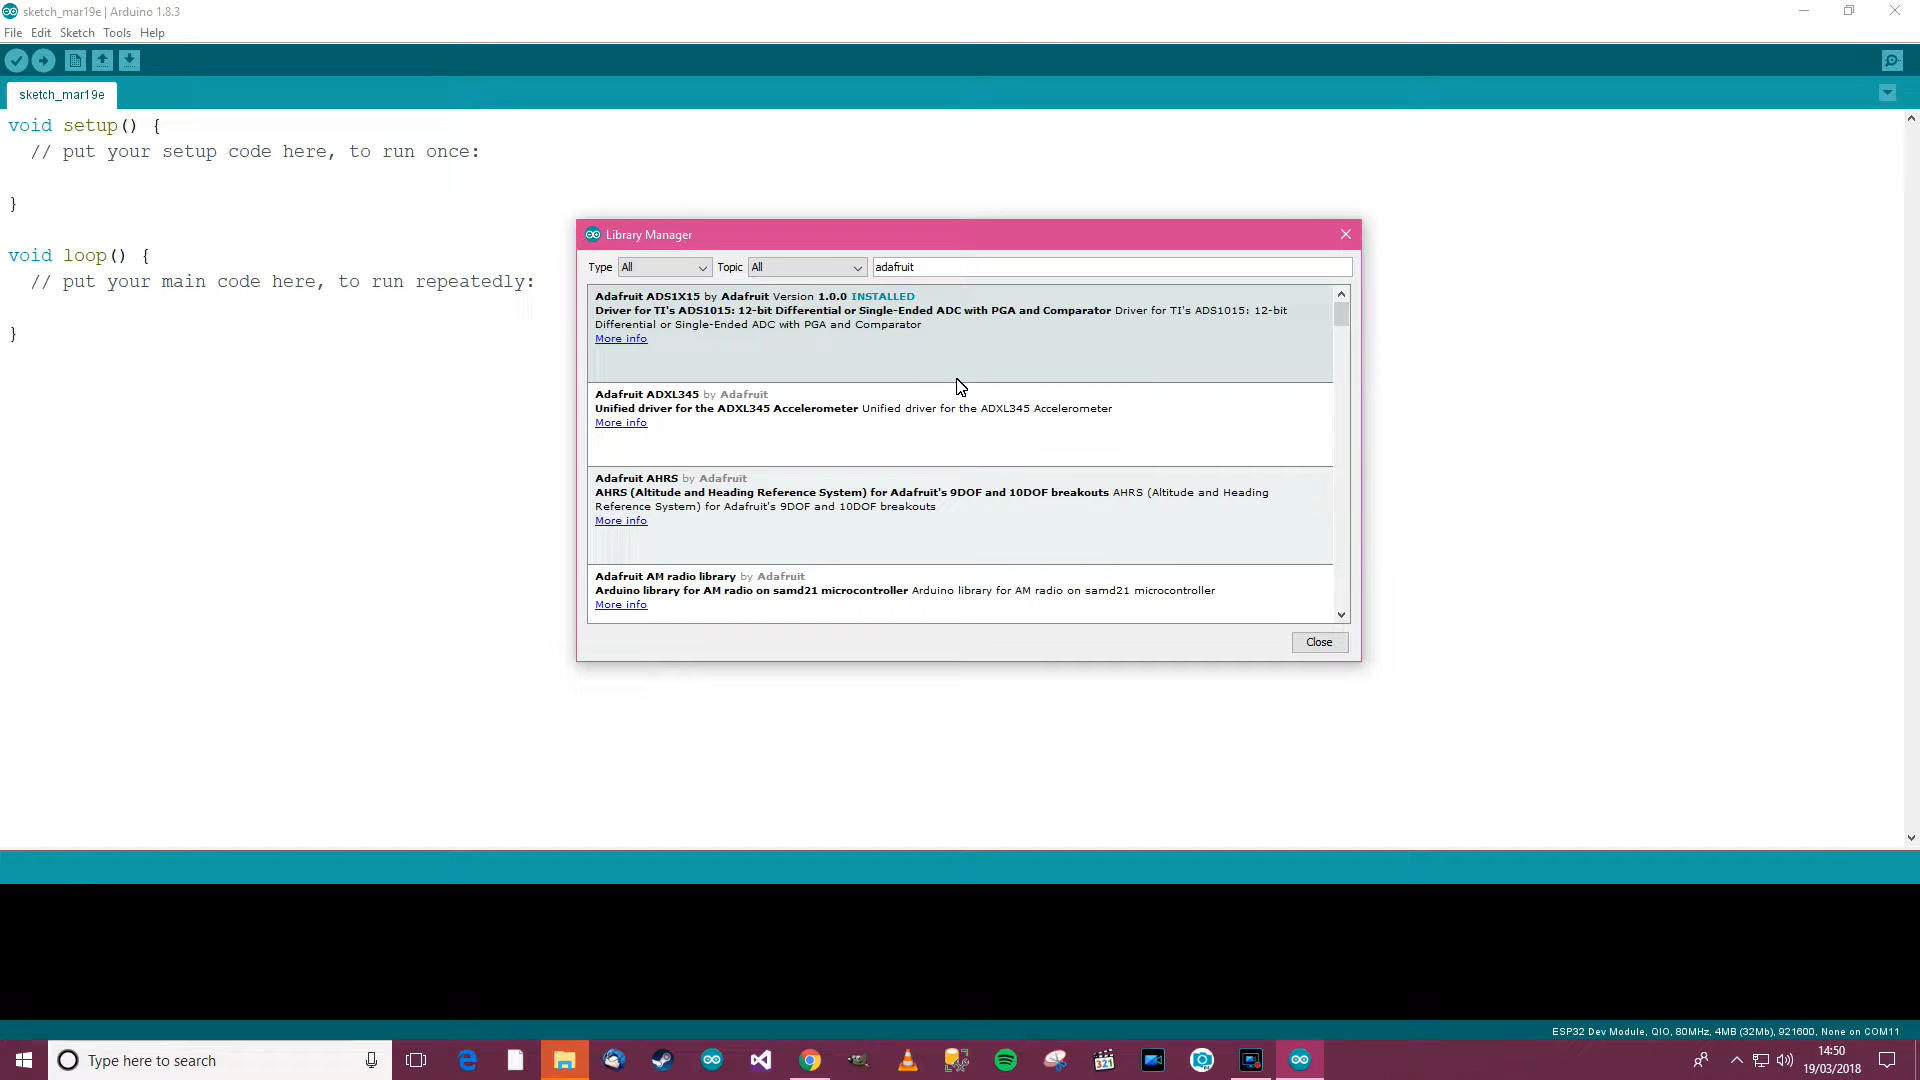 sketch_mar19e | Arduino 1.8.3
File Edit Sketch Tools Help
sketch_mar19e
void setup() {
// put your setup code here, to run once:
}
void loop() {
// put your main code here, to run repeatedly:
}
Library Manager
Type All Topic All adafruit
Adafruit ADS1X15 by Adafruit Version 1.0.0 INSTALLED
Driver for TI's ADS1015: 12-bit Differential or Single-Ended ADC with PGA and Comparator Driver for TI's ADS1015: 12-bit
Differential or Single-Ended ADC with PGA and Comparator
More info
Adafruit ADXL345 by Adafruit
Unified driver for the ADXL345 Accelerometer Unified driver for the ADXL345 Accelerometer
More info
Adafruit AHRS by Adafruit
AHRS (Altitude and Heading Reference System) for Adafruit's 9DOF and 10DOF breakouts AHRS (Altitude and Heading
Reference System) for Adafruit's 9DOF and 10DOF breakouts
More info
Adafruit AM radio library by Adafruit
Arduino library for AM radio on samd21 microcontroller Arduino library for AM radio on samd21 microcontroller
More info
Close
ESP32 Dev Module, QIO, 80MHz, 4MB (32Mb), 921600, None on COM11
Type here to search
321
14:50
19/03/2018